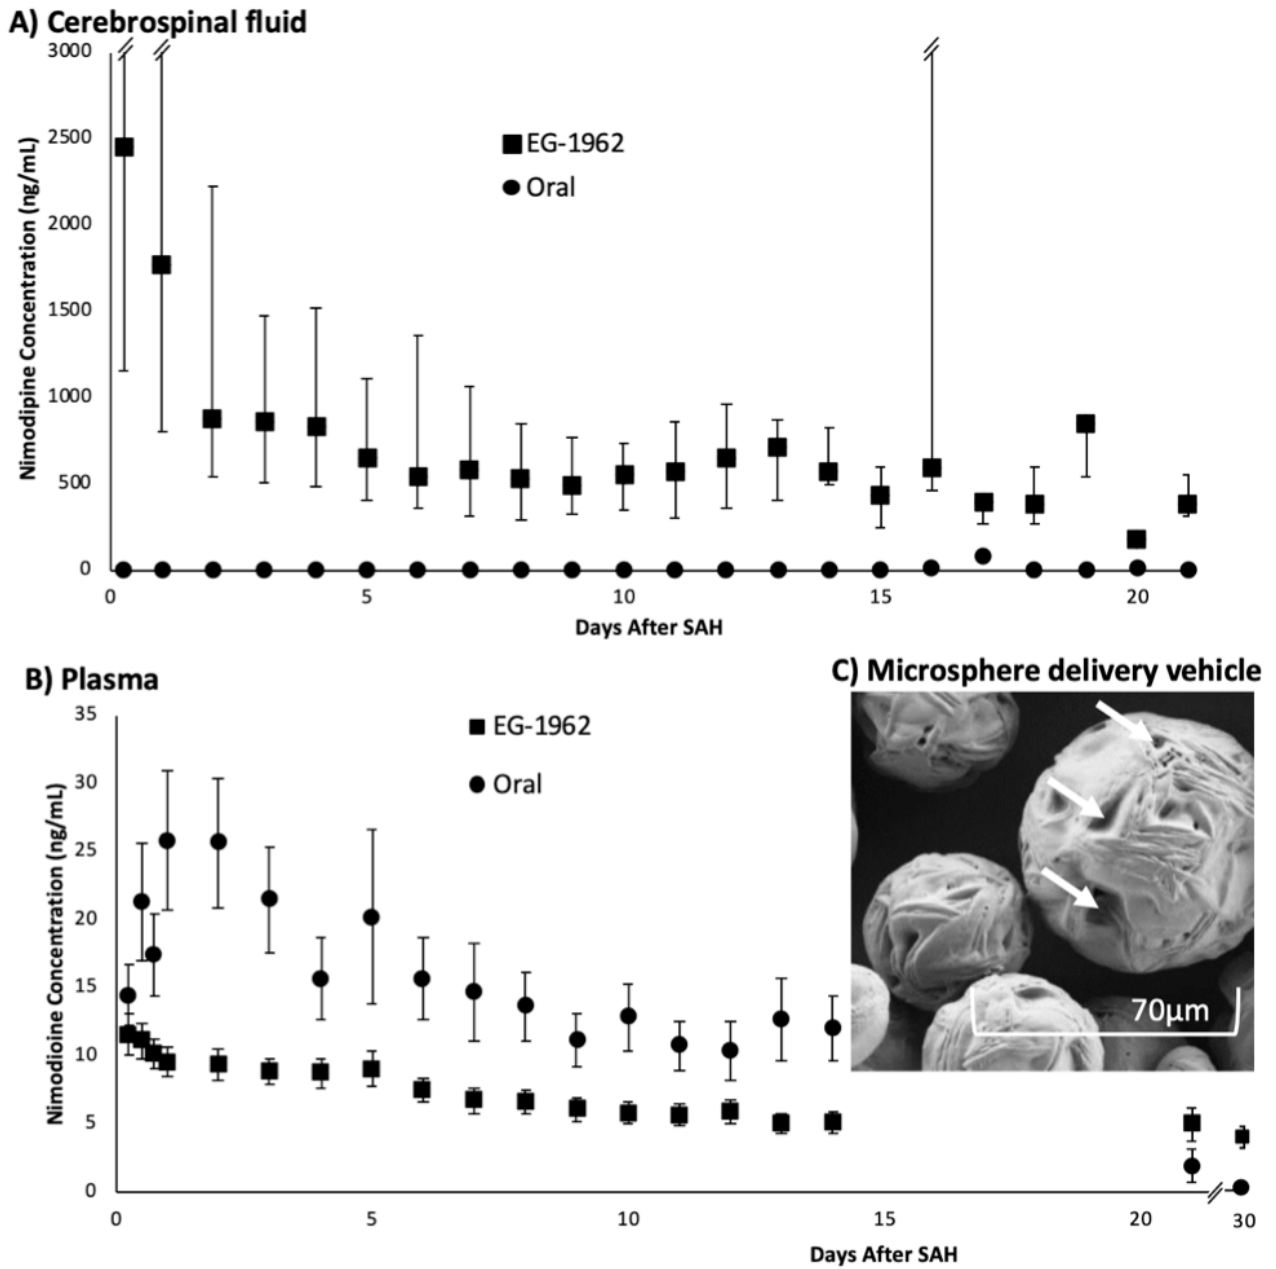 A) Cerebrospinal fluid
3000
2500
2000
1500
1000
500
0
Nimodipine Concentration (ng/mL)
EG-1962
Oral
0 5 10 15 20
Days After SAH
B) Plasma
35
30
25
20
15
10
5
0
Nimodioine Concentration (ng/mL)
EG-1962
Oral
0 5 10 15 20 30
Days After SAH
C) Microsphere delivery vehicle
70µm